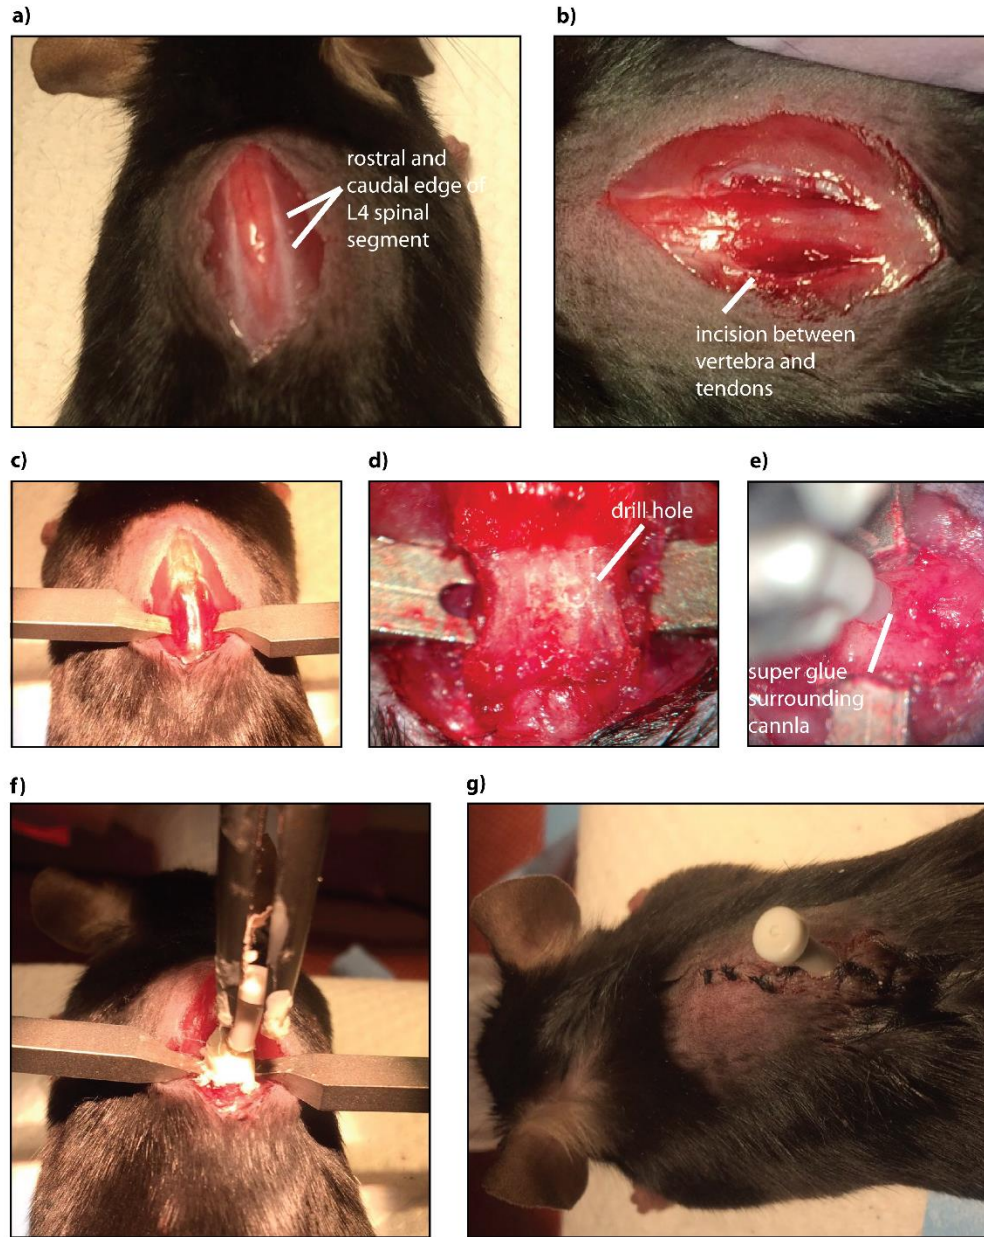 a)
rostral and
caudal edge of
L4 spinal
segment
b)
incision between
vertebra and
tendons
c)
d)
drill hole
e)
super glue
surrounding
cannla
f)
g)